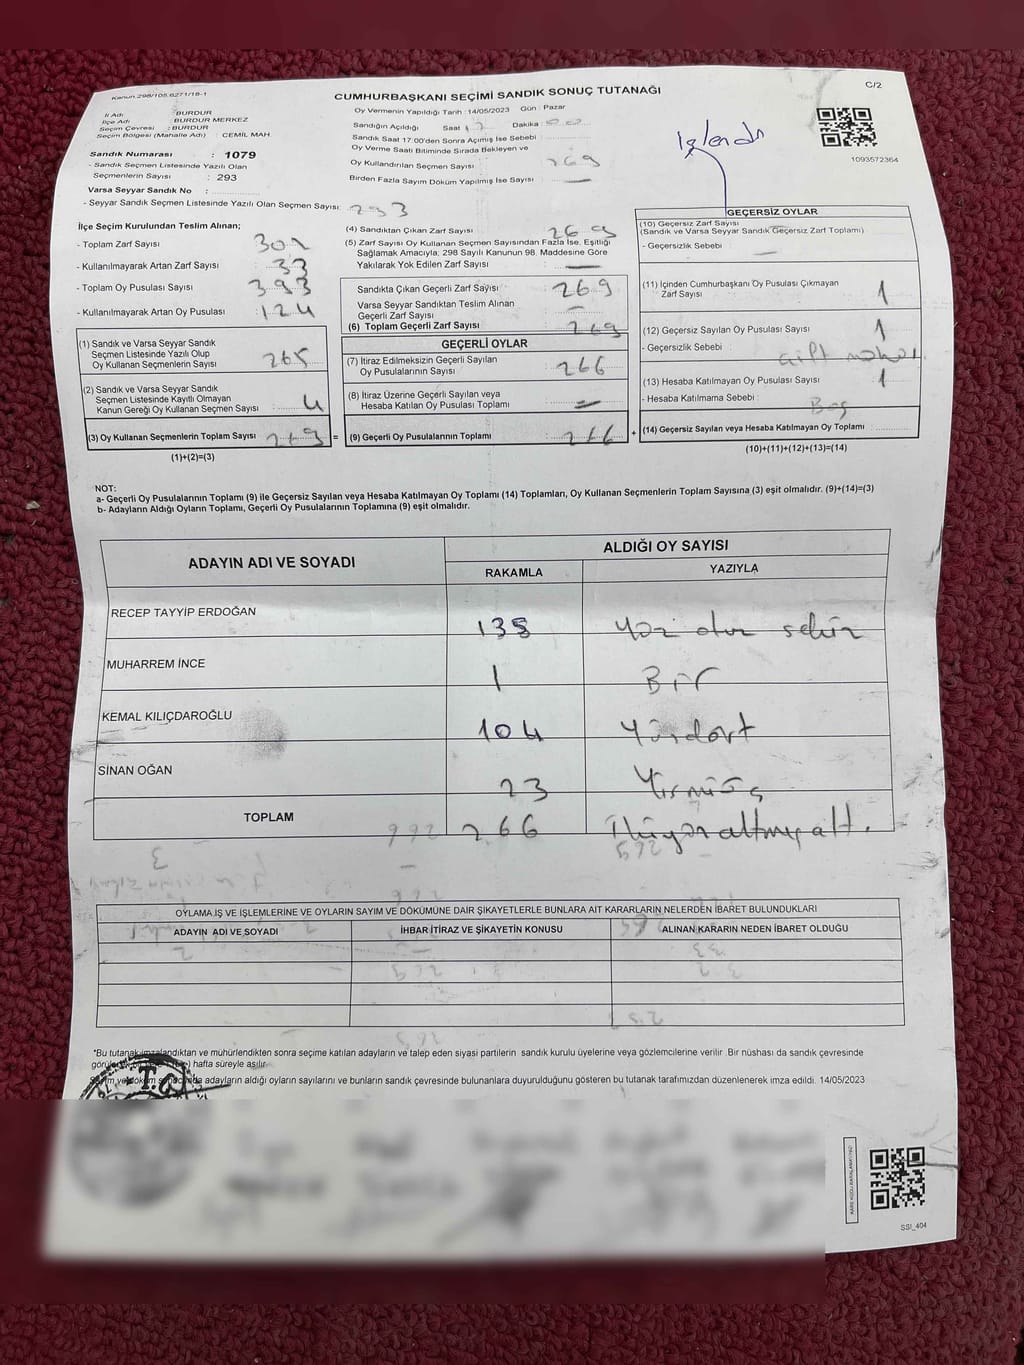 Kanun:298/105,6271/18-1
C/2
CUMHURBAŞKANI SEÇİMİ SANDIK SONUÇ TUTANAĞI
İl Adı : BURDUR
İlçe Adı : BURDUR MERKEZ
Seçim Çevresi : BURDUR
Seçim Bölgesi (Mahalle Adı) : CEMİL MAH.
Oy Vermenin Yapıldığı Tarih : 14/05/2023 Gün : Pazar
Sandığın Açıldığı Saat Dakika : 00
Sandık Saat 17:00'den Sonra Açılmış İse Sebebi :
Oy Verme Saati Bitiminde Sırada Bekleyen ve
Oy Kullandırılan Seçmen Sayısı : 269
Birden Fazla Sayım Döküm Yapılmış İse Sayısı : —
İşlendi
1093572364
Sandık Numarası : 1079
- Sandık Seçmen Listesinde Yazılı Olan
Seçmenlerin Sayısı : 293
Varsa Seyyar Sandık No :
- Seyyar Sandık Seçmen Listesinde Yazılı Olan Seçmen Sayısı: 293
İlçe Seçim Kurulundan Teslim Alınan;
- Toplam Zarf Sayısı : 302
- Kullanılmayarak Artan Zarf Sayısı : 33
- Toplam Oy Pusulası Sayısı : 393
- Kullanılmayarak Artan Oy Pusulası : 124
(1) Sandık ve Varsa Seyyar Sandık
Seçmen Listesinde Yazılı Olup
Oy Kullanan Seçmenlerin Sayısı : 265
(2) Sandık ve Varsa Seyyar Sandık
Seçmen Listesinde Kayıtlı Olmayan
Kanun Gereği Oy Kullanan Seçmen Sayısı : 4
(3) Oy Kullanan Seçmenlerin Toplam Sayısı : 269
(1)+(2)=(3)
(4) Sandıktan Çıkan Zarf Sayısı : 269
(5) Zarf Sayısı Oy Kullanan Seçmen Sayısından Fazla İse, Eşitliği
Sağlamak Amacıyla; 298 Sayılı Kanunun 98. Maddesine Göre
Yakılarak Yok Edilen Zarf Sayısı : —
Sandıkta Çıkan Geçerli Zarf Sayısı : 269
Varsa Seyyar Sandıktan Teslim Alınan
Geçerli Zarf Sayısı : —
(6) Toplam Geçerli Zarf Sayısı : 269
GEÇERLİ OYLAR
(7) İtiraz Edilmeksizin Geçerli Sayılan
Oy Pusulalarının Sayısı : 266
(8) İtiraz Üzerine Geçerli Sayılan veya
Hesaba Katılan Oy Pusulası Toplamı : —
= (9) Geçerli Oy Pusulalarının Toplamı : 266
GEÇERSİZ OYLAR
(10) Geçersiz Zarf Sayısı
(Sandık ve Varsa Seyyar Sandık Geçersiz Zarf Toplamı)
- Geçersizlik Sebebi : —
(11) İçinden Cumhurbaşkanı Oy Pusulası Çıkmayan
Zarf Sayısı : 1
(12) Geçersiz Sayılan Oy Pusulası Sayısı : 1
- Geçersizlik Sebebi : çift mühür
(13) Hesaba Katılmayan Oy Pusulası Sayısı : 1
- Hesaba Katılmama Sebebi : Boş
+ (14) Geçersiz Sayılan veya Hesaba Katılmayan Oy Toplamı :
(10)+(11)+(12)+(13)=(14)
NOT:
a- Geçerli Oy Pusulalarının Toplamı (9) ile Geçersiz Sayılan veya Hesaba Katılmayan Oy Toplamı (14) Toplamları, Oy Kullanan Seçmenlerin Toplam Sayısına (3) eşit olmalıdır. (9)+(14)=(3)
b- Adayların Aldığı Oyların Toplamı, Geçerli Oy Pusulalarının Toplamına (9) eşit olmalıdır.
ADAYIN ADI VE SOYADI ALDIĞI OY SAYISI
RAKAMLA YAZIYLA
RECEP TAYYİP ERDOĞAN 138 Yüz otuz sekiz
MUHARREM İNCE 1 Bir
KEMAL KILIÇDAROĞLU 104 Yüzdört
SİNAN OĞAN 23 Yirmiüç
TOPLAM 266 İkiyüzaltmışaltı
OYLAMA İŞ VE İŞLEMLERİNE VE OYLARIN SAYIM VE DÖKÜMÜNE DAİR ŞİKAYETLERLE BUNLARA AİT KARARLARIN NELERDEN İBARET BULUNDUKLARI
ADAYIN ADI VE SOYADI İHBAR İTİRAZ VE ŞİKAYETİN KONUSU ALINAN KARARIN NEDEN İBARET OLDUĞU
*Bu tutanak imzalandıktan ve mühürlendikten sonra seçime katılan adayların ve talep eden siyasi partilerin sandık kurulu üyelerine veya gözlemcilerine verilir .Bir nüshası da sandık çevresinde
hafta süreyle asılır.
adayların aldığı oyların sayılarını ve bunların sandık çevresinde bulunanlara duyurulduğunu gösteren bu tutanak tarafımızdan düzenlenerek imza edildi. 14/05/2023
T.C.
SSI_404